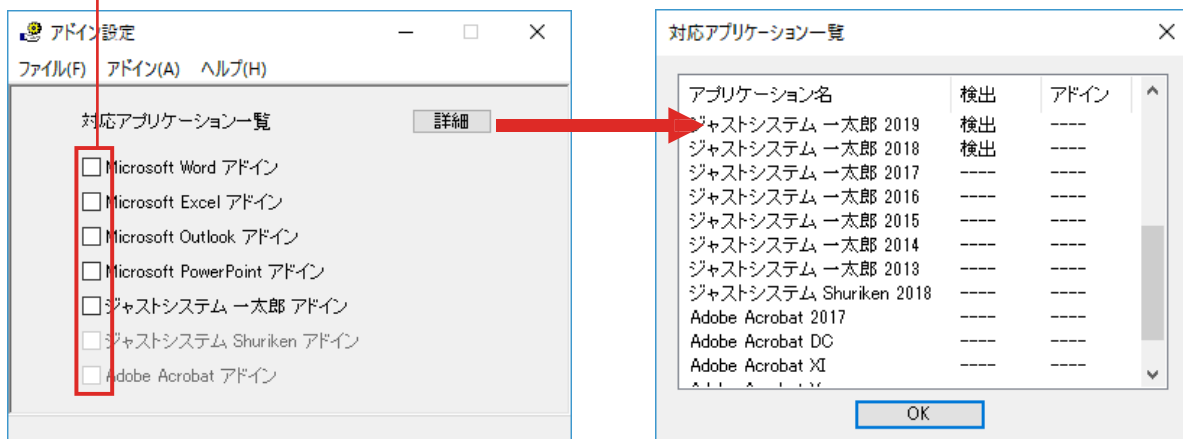 アドイン設定
ファイル(F) アドイン(A) ヘルプ(H)
対応アプリケーション一覧 詳細
Microsoft Word アドイン
Microsoft Excel アドイン
Microsoft Outlook アドイン
Microsoft PowerPoint アドイン
ジャストシステム 一太郎 アドイン
ジャストシステム Shuriken アドイン
Adobe Acrobat アドイン
対応アプリケーション一覧
アプリケーション名 検出 アドイン
ジャストシステム 一太郎 2019 検出 ----
ジャストシステム 一太郎 2018 検出 ----
ジャストシステム 一太郎 2017 ---- ----
ジャストシステム 一太郎 2016 ---- ----
ジャストシステム 一太郎 2015 ---- ----
ジャストシステム 一太郎 2014 ---- ----
ジャストシステム 一太郎 2013 ---- ----
ジャストシステム Shuriken 2018 ---- ----
Adobe Acrobat 2017 ---- ----
Adobe Acrobat DC ---- ----
Adobe Acrobat XI ---- ----
OK